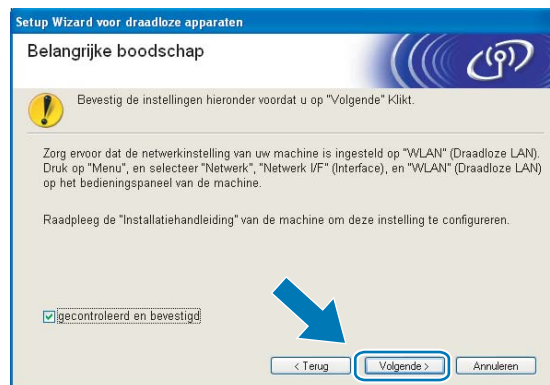 Setup Wizard voor draadloze apparaten
Belangrijke boodschap
Bevestig de instellingen hieronder voordat u op "Volgende" Klikt.
Zorg ervoor dat de netwerkinstelling van uw machine is ingesteld op "WLAN" (Draadloze LAN).
Druk op "Menu", en selecteer "Netwerk", "Netwerk I/F" (Interface), en "WLAN" (Draadloze LAN)
op het bedieningspaneel van de machine.
Raadpleeg de "Installatiehandleiding" van de machine om deze instelling te configureren.
gecontroleerd en bevestigd
< Terug
Volgende >
Annuleren